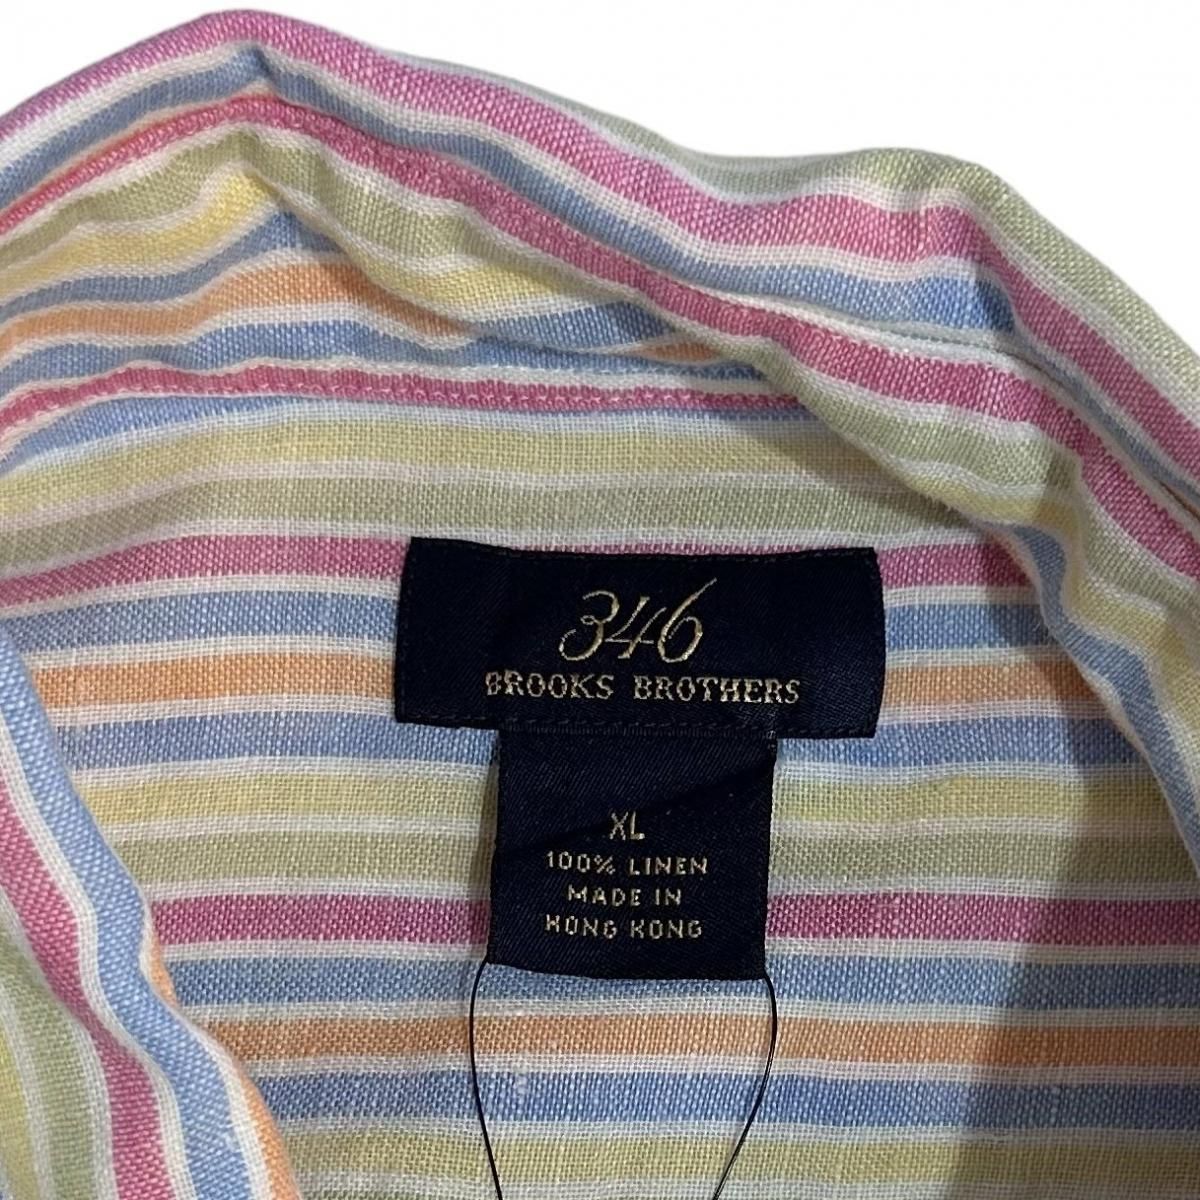 346
BROOKS BROTHERS
XL
100% LINEN
MADE IN
HONG KONG